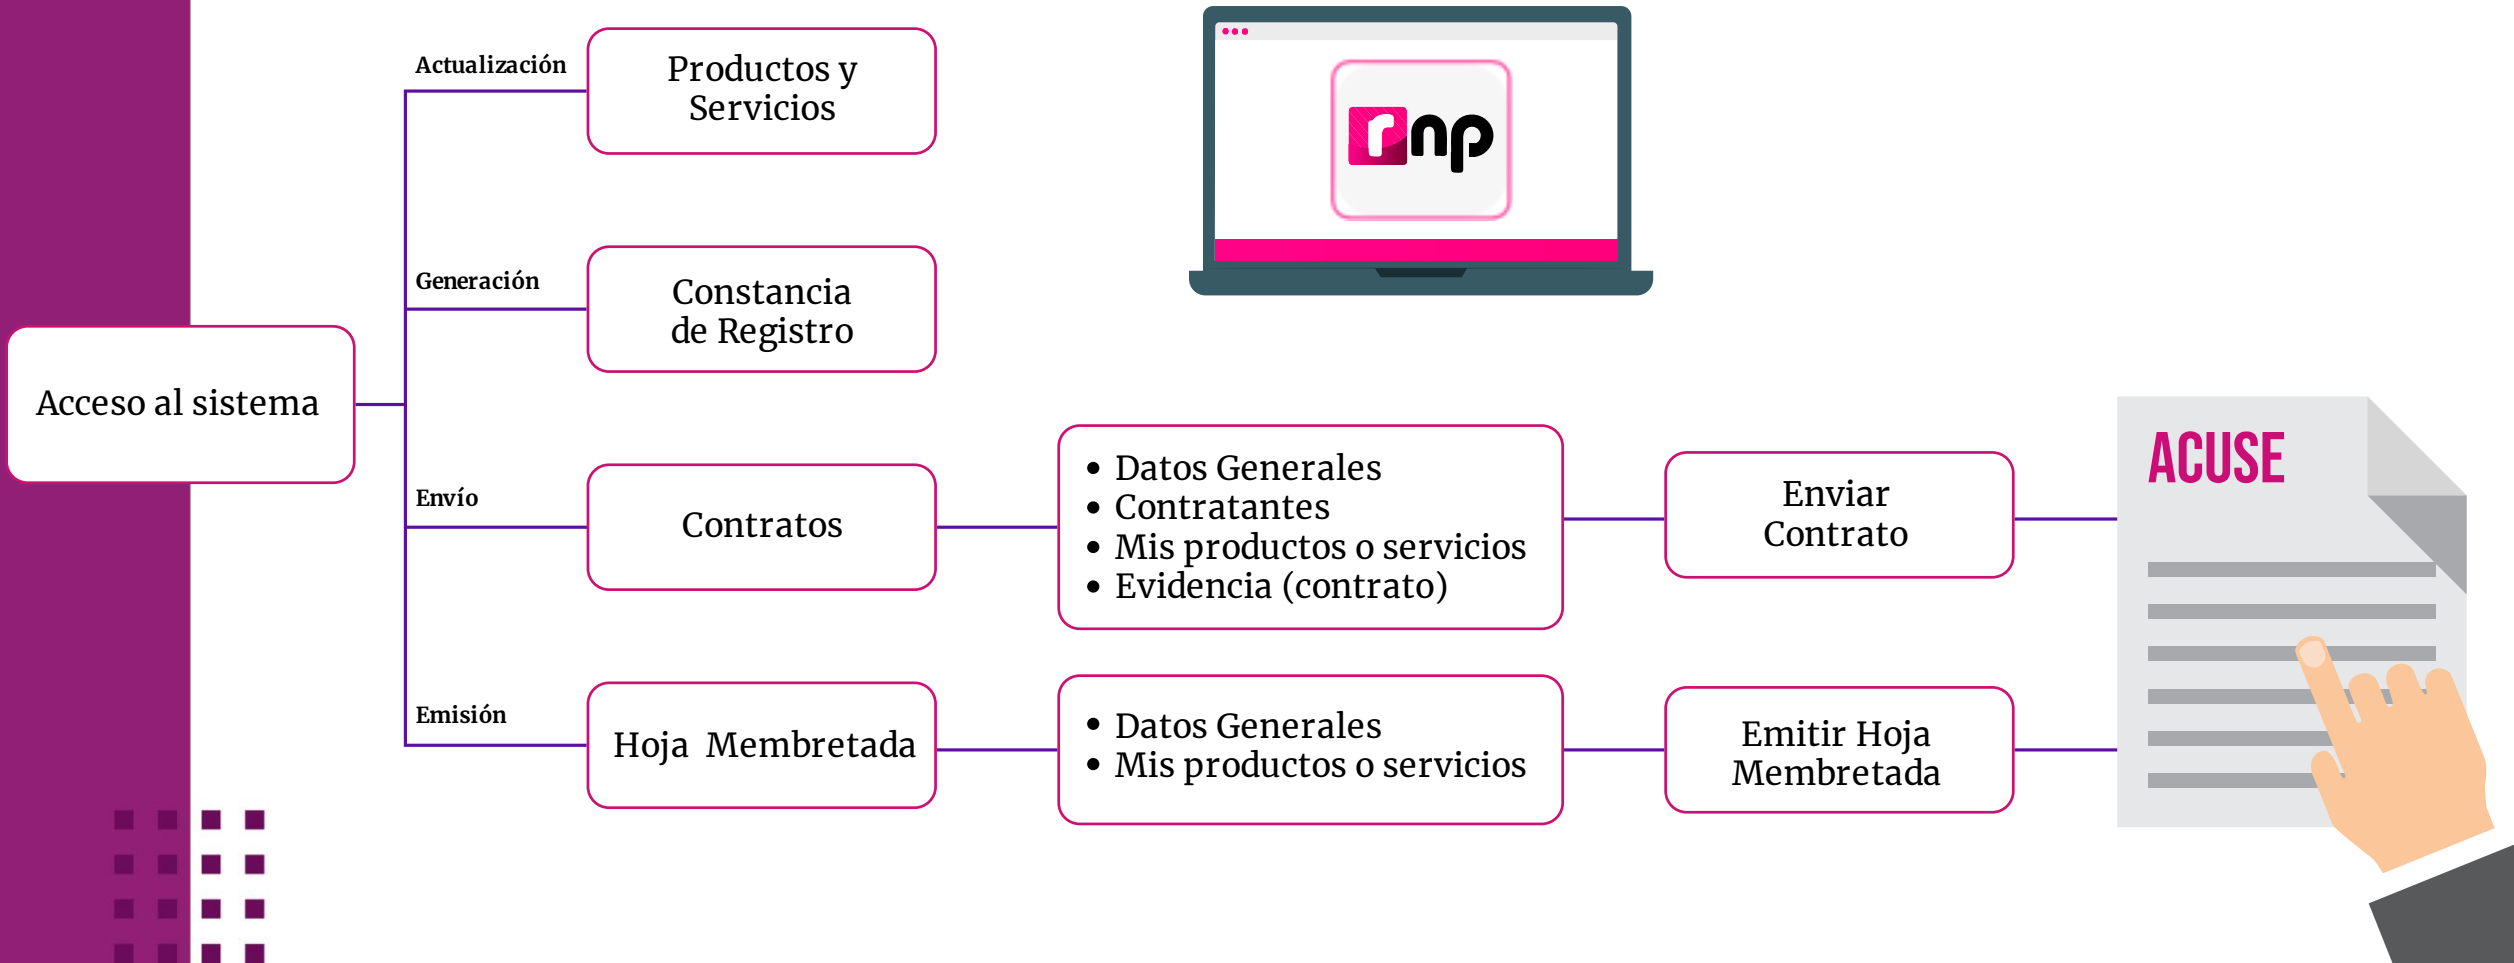 Actualización
Productos y
Servicios
rnp
Generación
Constancia
de Registro
Acceso al sistema
Envío
Contratos
• Datos Generales
• Contratantes
• Mis productos o servicios
• Evidencia (contrato)
Enviar
Contrato
ACUSE
Emisión
Hoja Membretada
• Datos Generales
• Mis productos o servicios
Emitir Hoja
Membretada